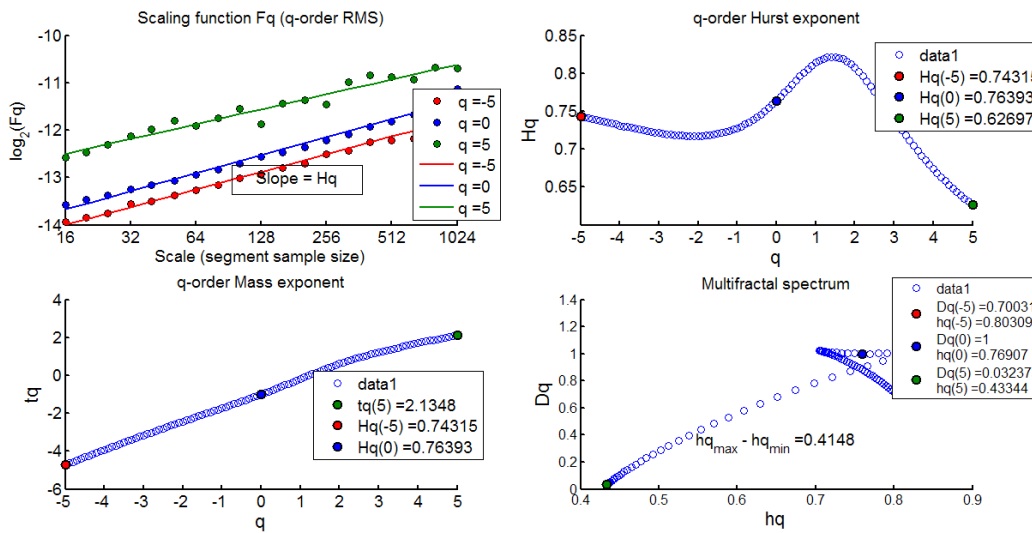 Scaling function Fq (q-order RMS)
log2(Fq)
-10
-11
-12
-13
-14
16
32
64
128
256
512
1024
Scale (segment sample size)
Slope = Hq
q =-5
q =0
q =5
q =-5
q =0
q =5
q-order Hurst exponent
Hq
0.85
0.8
0.75
0.7
0.65
-5
-4
-3
-2
-1
0
1
2
3
4
5
q
data1
Hq(-5) =0.74315
Hq(0) =0.76393
Hq(5) =0.62697
q-order Mass exponent
tq
4
2
0
-2
-4
-6
-5
-4
-3
-2
-1
0
1
2
3
4
5
q
data1
tq(5) =2.1348
Hq(-5) =0.74315
Hq(0) =0.76393
Multifractal spectrum
Dq
1.4
1.2
1
0.8
0.6
0.4
0.2
0
0.4
0.5
0.6
0.7
0.8
0.9
hq
hqmax - hqmin =0.4148
data1
Dq(-5) =0.70031
hq(-5) =0.80309
Dq(0) =1
hq(0) =0.76907
Dq(5) =0.03237
hq(5) =0.43344